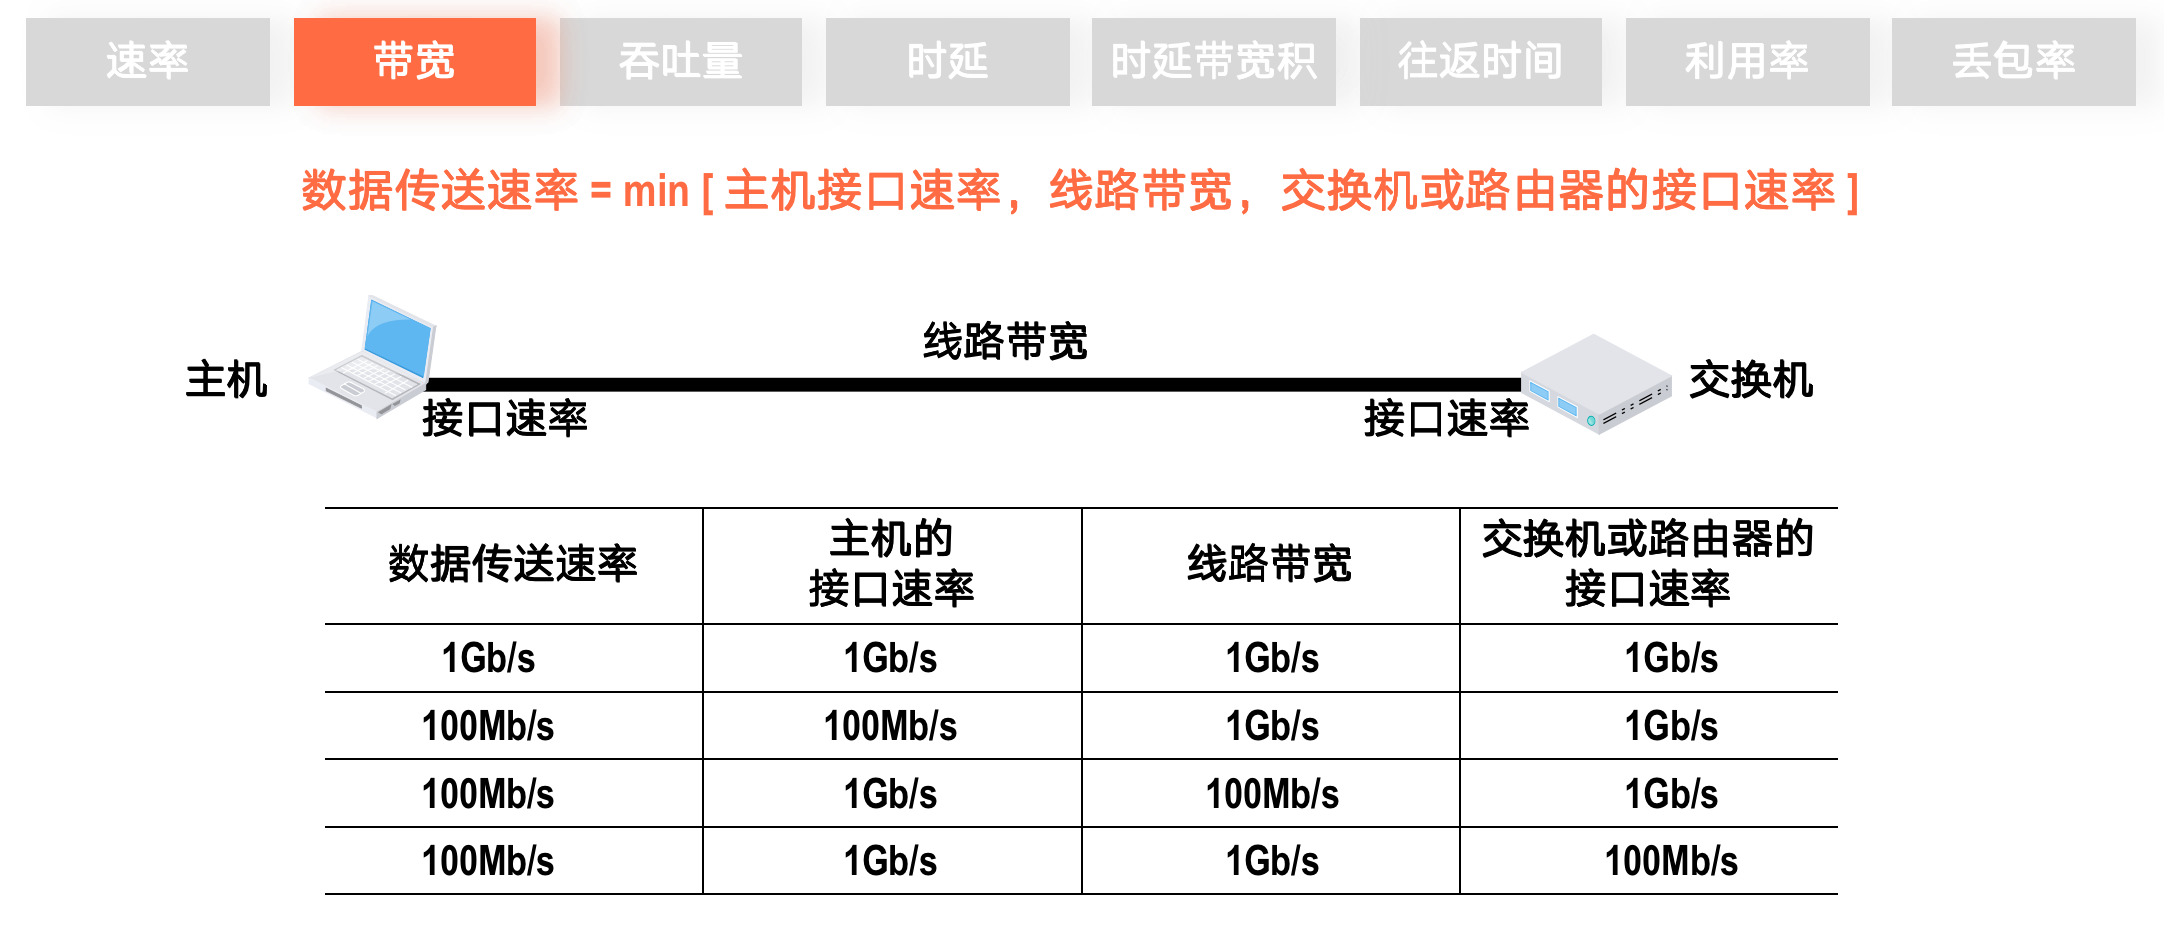 速率 带宽 吞吐量 时延 时延带宽积 往返时间 利用率 丢包率
数据传送速率 = min [ 主机接口速率，线路带宽，交换机或路由器的接口速率 ]
线路带宽
主机 交换机
接口速率 接口速率
数据传送速率 主机的接口速率 线路带宽 交换机或路由器的接口速率
1Gb/s 1Gb/s 1Gb/s 1Gb/s
100Mb/s 100Mb/s 1Gb/s 1Gb/s
100Mb/s 1Gb/s 100Mb/s 1Gb/s
100Mb/s 1Gb/s 1Gb/s 100Mb/s